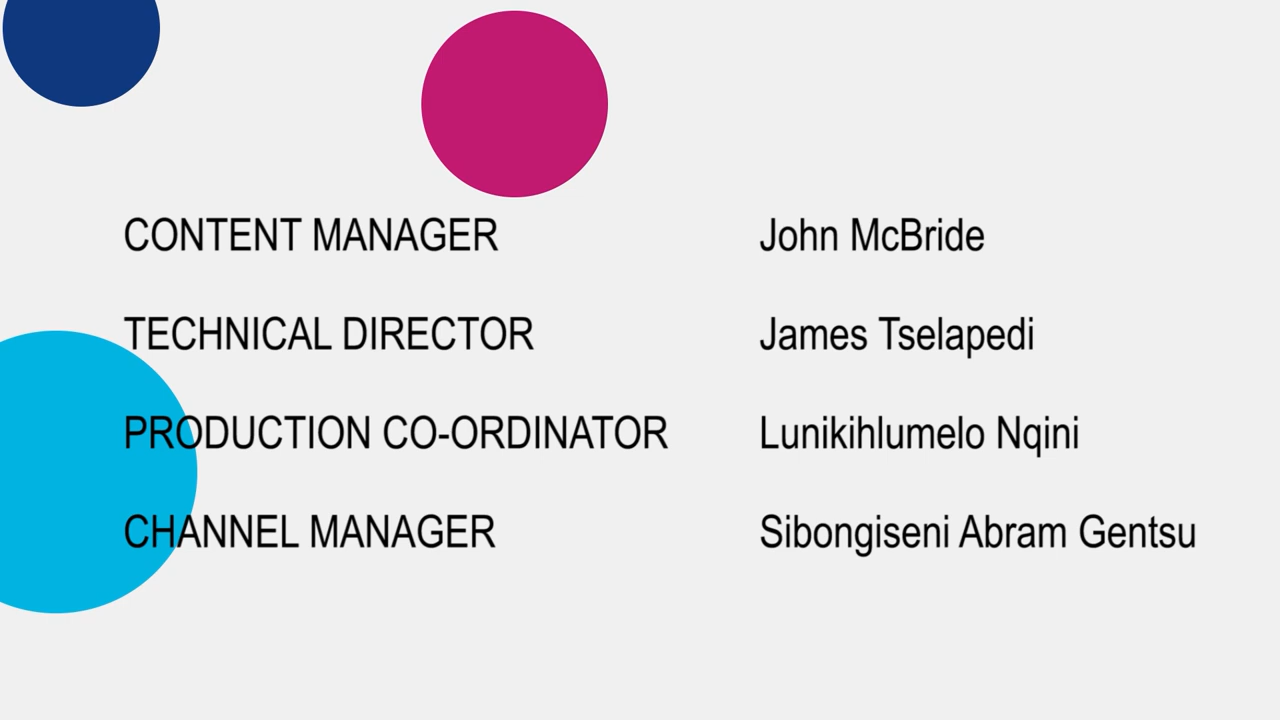 CONTENT MANAGER John McBride
TECHNICAL DIRECTOR James Tselapedi
PRODUCTION CO-ORDINATOR Lunikihlumelo Nqini
CHANNEL MANAGER Sibongiseni Abram Gentsu